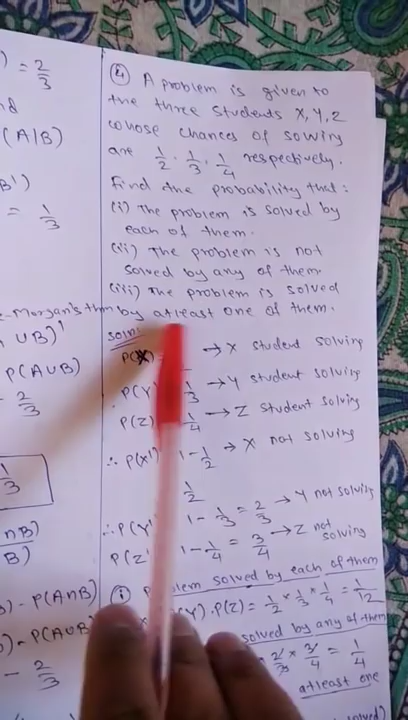 ) = 2/3
nd
(A|B)
B')
= 1/3
e-Morgan's thm
∪B)'
P(A∪B)
2/3
1/3
∩B)
B)
)- P(A∩B)
)- P(A∪B)
- 2/3
④ A problem is given to
the three students X, Y, Z
whose chances of solving
are 1/2, 1/3, 1/4 respectively.
Find the probability that:
(i) The problem is solved by
each of them.
(ii) The problem is not
solved by any of them.
(iii) The problem is solved
by atleast one of them.
Soln:
P(X) → X student solving
P(Y 1/3 → Y student solving
P(Z) 1/4 → Z student solving
∴ P(X' 1 - 1/2 → X not solving
1/2
∴ P(Y' 1 - 1/3 = 2/3 → Y not solving
P(Z' 1 - 1/4 = 3/4 → Z not solving
(i) lem solved by each of them
(Y).P(Z) = 1/2 × 1/3 × 1/4 = 1/12
solved by any of them
2/3 × 3/4 = 1/4
atleast one